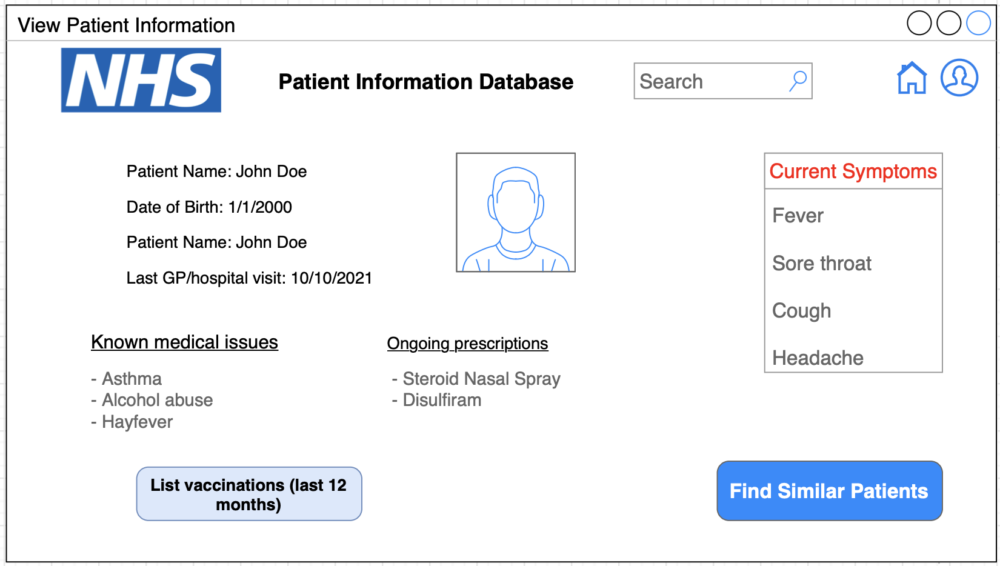 View Patient Information
NHS
Patient Information Database
Search
Patient Name: John Doe
Date of Birth: 1/1/2000
Patient Name: John Doe
Last GP/hospital visit: 10/10/2021
Current Symptoms
Fever
Sore throat
Cough
Headache
Known medical issues
- Asthma
- Alcohol abuse
- Hayfever
Ongoing prescriptions
- Steroid Nasal Spray
- Disulfiram
List vaccinations (last 12
months)
Find Similar Patients